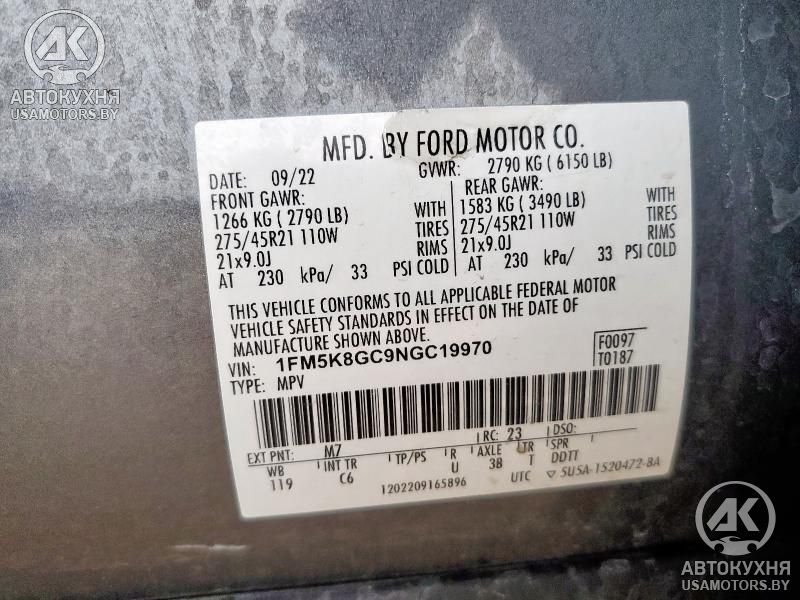 AK
АВТОКУХНЯ
USAMOTORS.BY
MFD. BY FORD MOTOR CO.
DATE: 09/22 GVWR: 2790 KG ( 6150 LB)
FRONT GAWR: REAR GAWR:
1266 KG ( 2790 LB) WITH 1583 KG ( 3490 LB) WITH
275/45R21 110W TIRES 275/45R21 110W TIRES
21x9.0J RIMS 21x9.0J RIMS
AT 230 kPa/ 33 PSI COLD AT 230 kPa/ 33 PSI COLD
THIS VEHICLE CONFORMS TO ALL APPLICABLE FEDERAL MOTOR
VEHICLE SAFETY STANDARDS IN EFFECT ON THE DATE OF
MANUFACTURE SHOWN ABOVE.
VIN: 1FM5K8GC9NGC19970 F0097
TYPE: MPV T0187
EXT PNT: M7 RC: 23 DSO:
WB INT TR TP/PS R AXLE TR SPR
119 C6 U 3B T DDTT
1202209165896 UTC ▽ 5U5A-1520472-BA
AK
АВТОКУХНЯ
USAMOTORS.BY